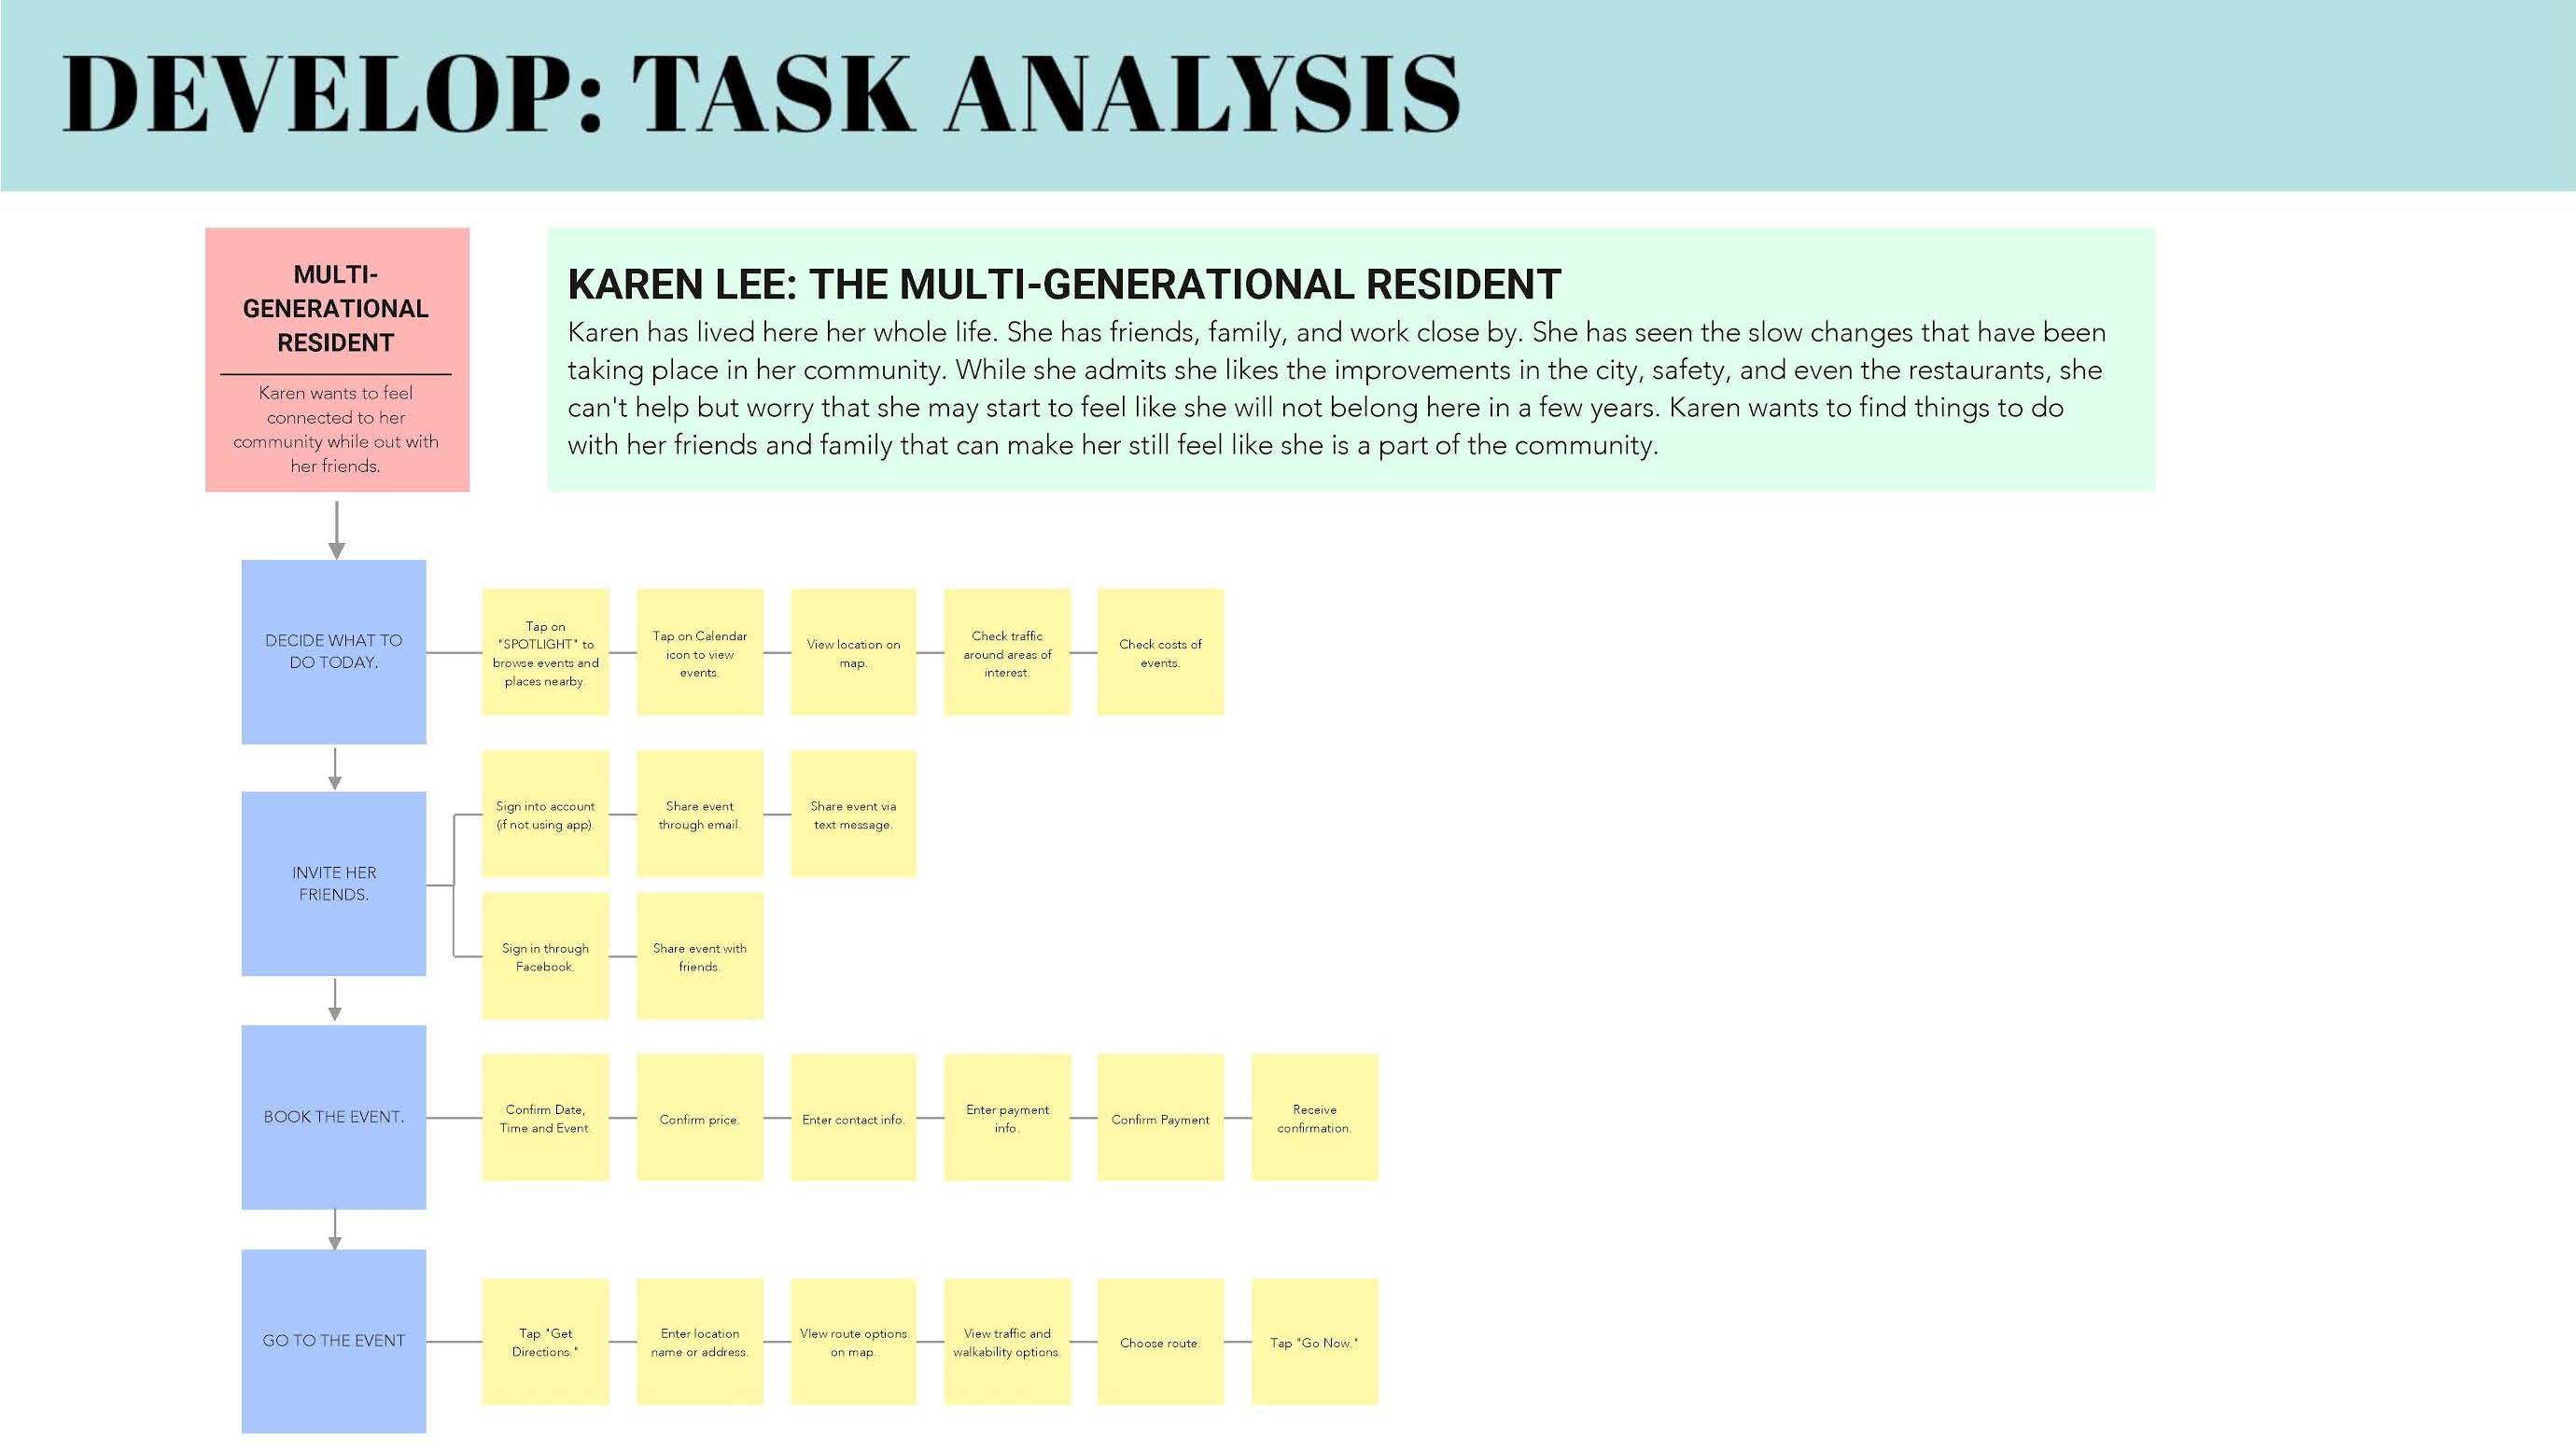 DEVELOP: TASK ANALYSIS
MULTI-
GENERATIONAL
RESIDENT
Karen wants to feel
connected to her
community while out with
her friends.
KAREN LEE: THE MULTI-GENERATIONAL RESIDENT
Karen has lived here her whole life. She has friends, family, and work close by. She has seen the slow changes that have been
taking place in her community. While she admits she likes the improvements in the city, safety, and even the restaurants, she
can't help but worry that she may start to feel like she will not belong here in a few years. Karen wants to find things to do
with her friends and family that can make her still feel like she is a part of the community.
DECIDE WHAT TO
DO TODAY.
Tap on
"SPOTLIGHT" to
browse events and
places nearby.
Tap on Calendar
icon to view
events.
View location on
map.
Check traffic
around areas of
interest.
Check costs of
events.
INVITE HER
FRIENDS.
Sign into account
(if not using app).
Share event
through email.
Share event via
text message.
Sign in through
Facebook.
Share event with
friends.
BOOK THE EVENT.
Confirm Date,
Time and Event.
Confirm price.
Enter contact info.
Enter payment
info.
Confirm Payment
Receive
confirmation.
GO TO THE EVENT
Tap "Get
Directions."
Enter location
name or address.
VIew route options
on map.
View traffic and
walkability options.
Choose route.
Tap "Go Now."